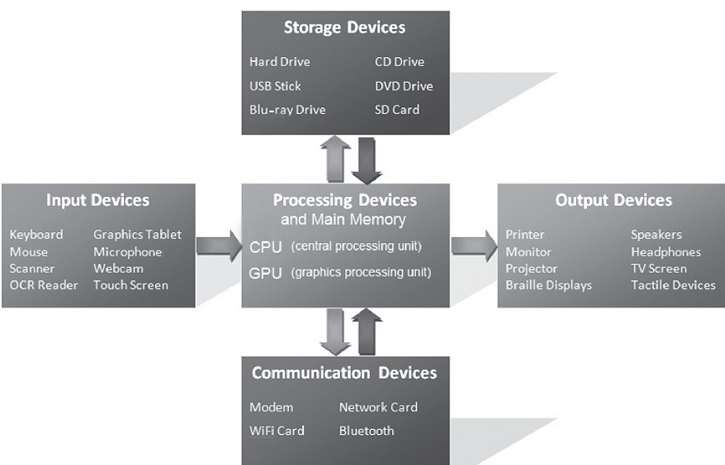 Storage Devices
Hard Drive CD Drive
USB Stick DVD Drive
Blu-ray Drive SD Card
Input Devices
Keyboard Graphics Tablet
Mouse Microphone
Scanner Webcam
OCR Reader Touch Screen
Processing Devices
and Main Memory
CPU (central processing unit)
GPU (graphics processing unit)
Output Devices
Printer Speakers
Monitor Headphones
Projector TV Screen
Braille Displays Tactile Devices
Communication Devices
Modem Network Card
WiFi Card Bluetooth